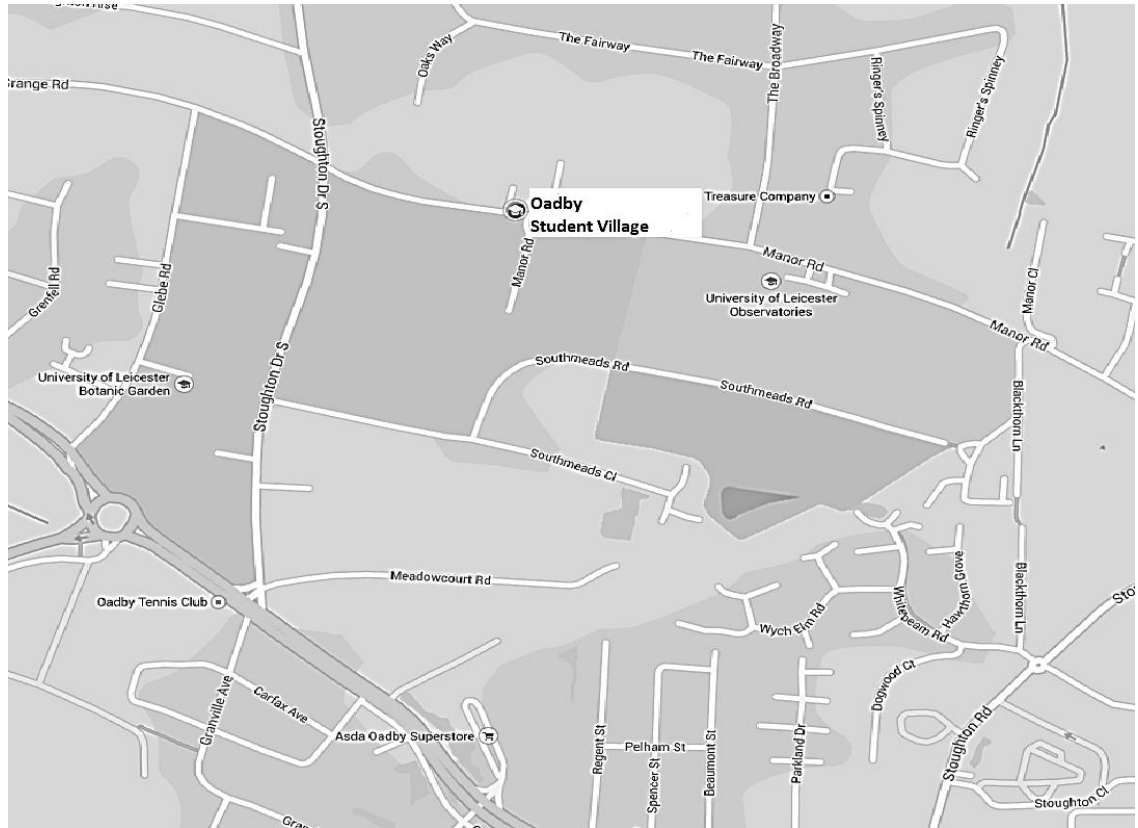 The Fairway
The Fairway
Oaks Way
The Broadway
Ringer's Spinney
Ringer's Spinney
Grange Rd
Stoughton Dr S
Oadby
Student Village
Treasure Company
Manor Rd
Manor Rd
University of Leicester
Observatories
Manor Cl
Manor Rd
Grenfell Rd
Glebe Rd
Southmeads Rd
Southmeads Rd
University of Leicester
Botanic Garden
Stoughton Dr S
Blackthorn Ln
Southmeads Cl
Meadowcourt Rd
Oadby Tennis Club
Wych Elm Rd
Whitebeam Rd
Hawthorn Grove
Blackthorn Ln
Dogwood Ct
Granville Ave
Carfax Ave
Asda Oadby Superstore
Regent St
Pelham St
Spencer St
Beaumont St
Parkland Dr
Stoughton Rd
Stoughton Cl